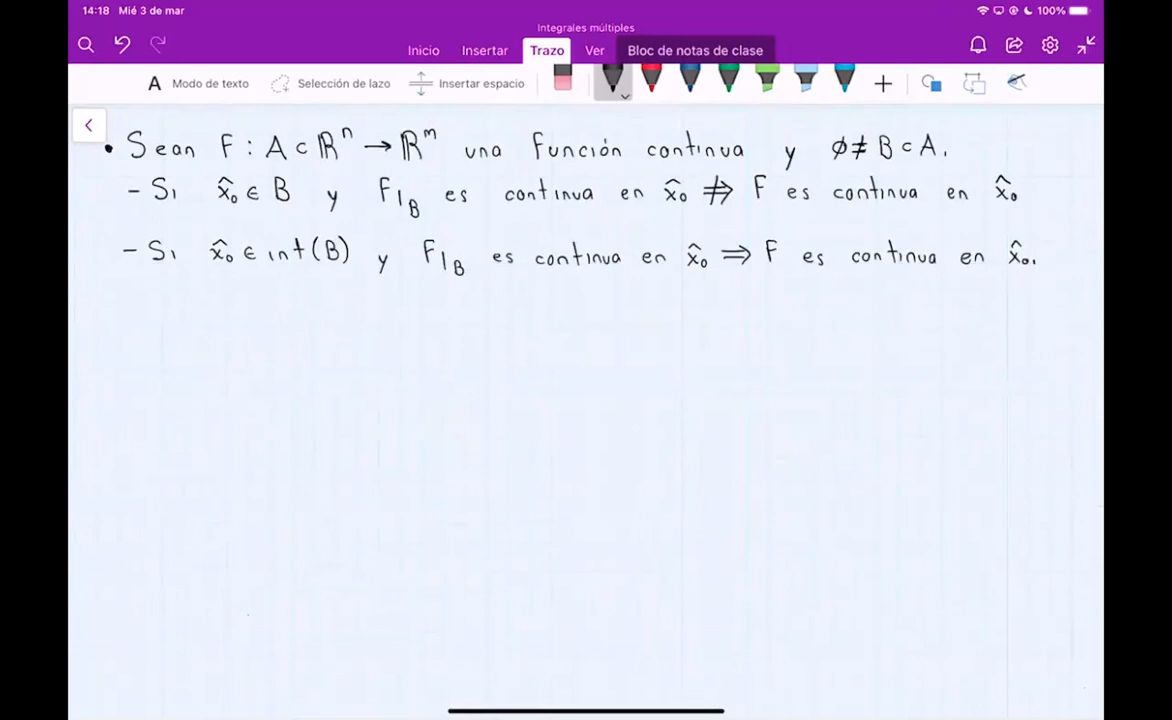 14:18 Mié 3 de mar
100%
Integrales múltiples
Inicio Insertar Trazo Ver Bloc de notas de clase
A Modo de texto Selección de lazo Insertar espacio
• Sean F : A ⊂ ℝⁿ → ℝᵐ una función continua y ∅ ≠ B ⊂ A.
- Si x̂₀ ∈ B y F|_B es continua en x̂₀ ⇏ F es continua en x̂₀
- Si x̂₀ ∈ int(B) y F|_B es continua en x̂₀ ⇒ F es continua en x̂₀.